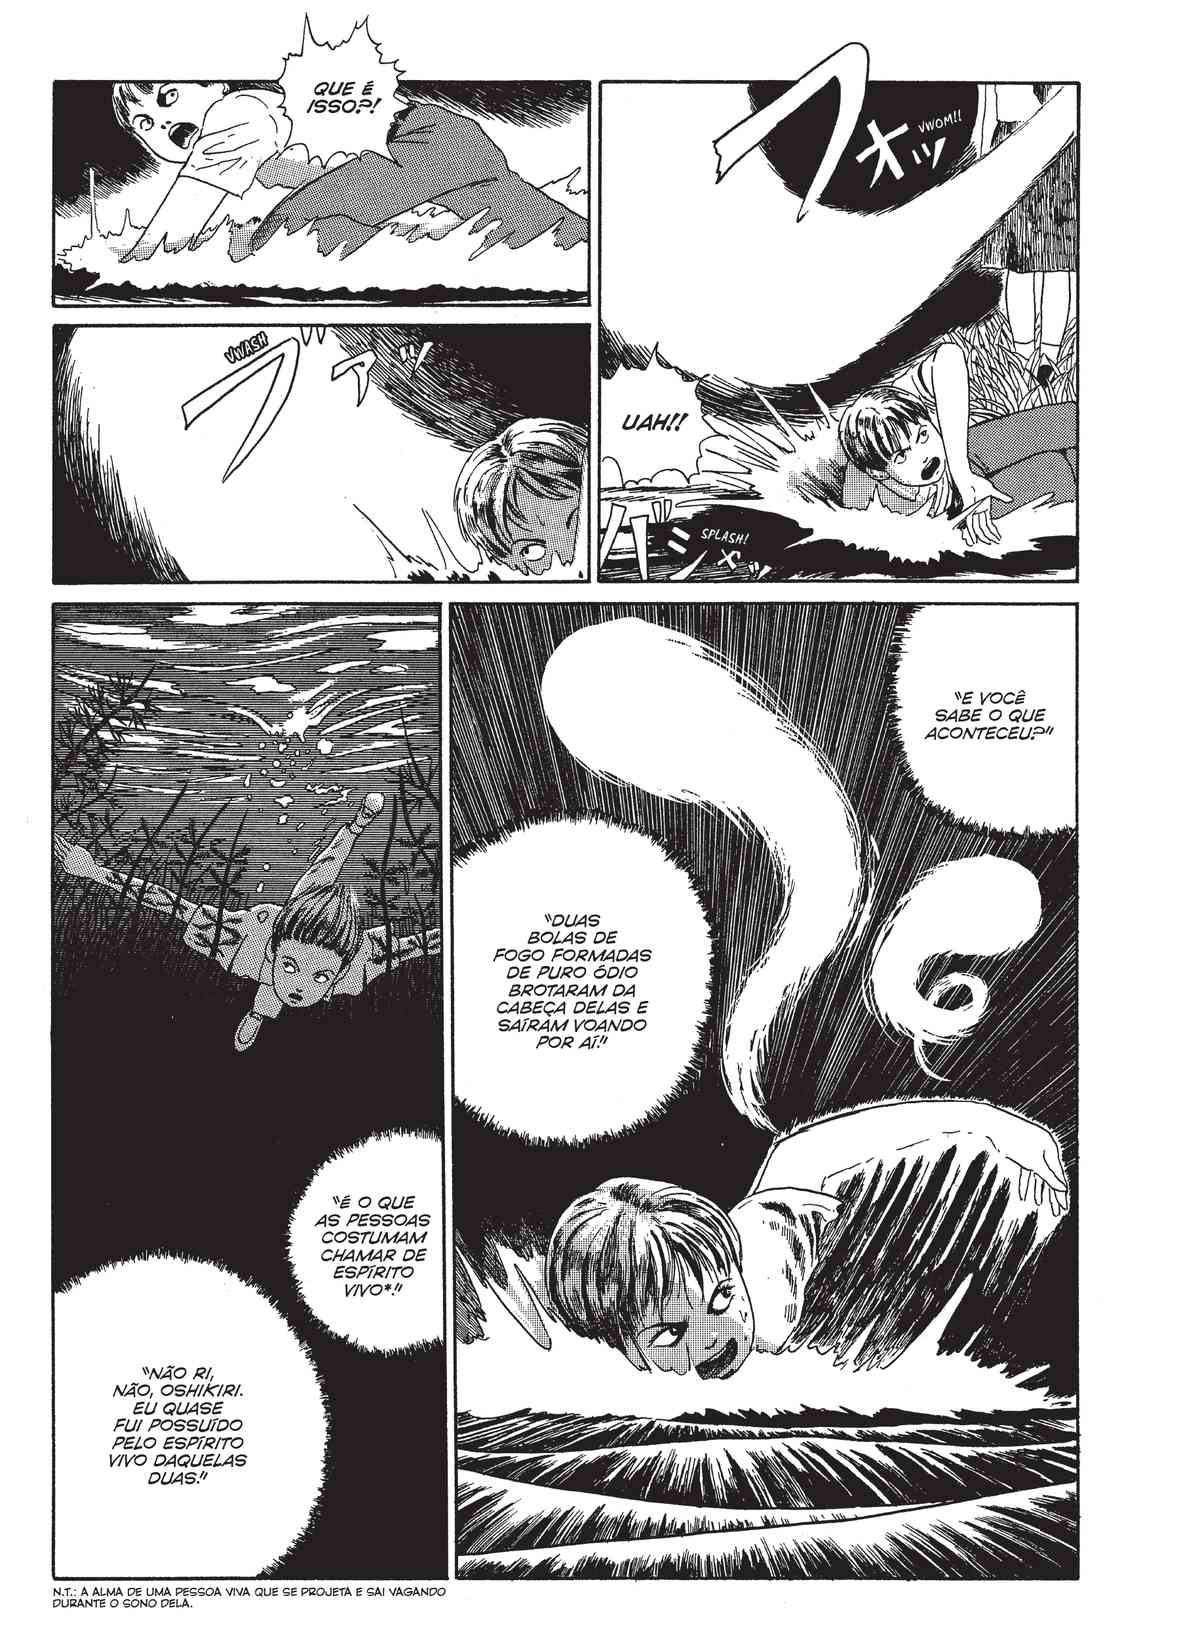 フォッ
VWOM!!
UAH!!
SPLASH!
QUE É
ISSO?!
VWASH
ブァッ
“E VOCÊ
SABE O QUE
ACONTECEU?”
“DUAS
BOLAS DE
FOGO FORMADAS
DE PURO ÓDIO
BROTARAM DA
CABEÇA DELAS E
SAÍRAM VOANDO
POR AÍ.”
“É O QUE
AS PESSOAS
COSTUMAM
CHAMAR DE
ESPÍRITO
VIVO*.”
“NÃO RI,
NÃO, OSHIKIRI.
EU QUASE
FUI POSSUÍDO
PELO ESPÍRITO
VIVO DAQUELAS
DUAS.”
N.T.: A ALMA DE UMA PESSOA VIVA QUE SE PROJETA E SAI VAGANDO
DURANTE O SONO DELA.